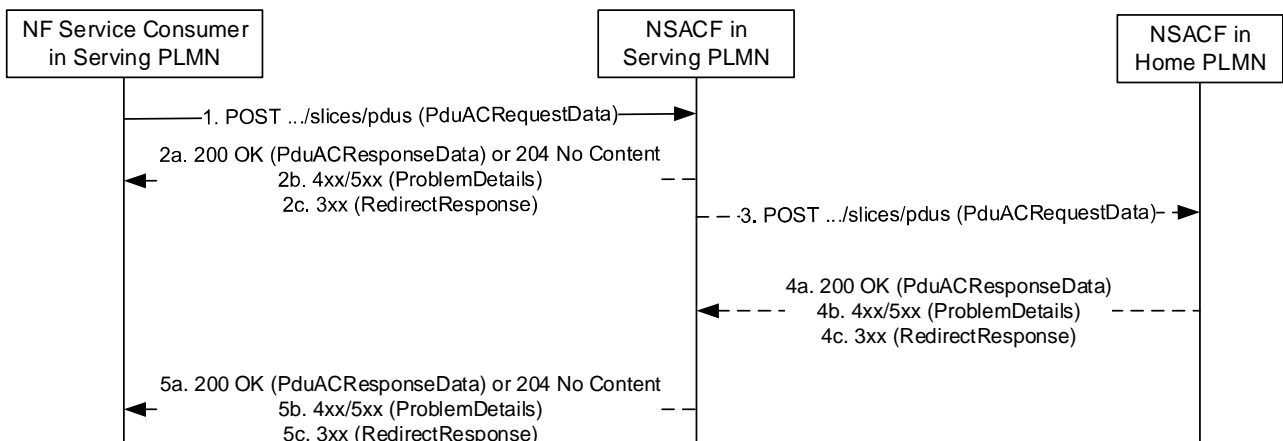 NF Service Consumer
in Serving PLMN
NSACF in
Serving PLMN
NSACF in
Home PLMN
1. POST .../slices/pdus (PduACRequestData)
2a. 200 OK (PduACResponseData) or 204 No Content
2b. 4xx/5xx (ProblemDetails)
2c. 3xx (RedirectResponse)
3. POST .../slices/pdus (PduACRequestData)
4a. 200 OK (PduACResponseData)
4b. 4xx/5xx (ProblemDetails)
4c. 3xx (RedirectResponse)
5a. 200 OK (PduACResponseData) or 204 No Content
5b. 4xx/5xx (ProblemDetails)
5c. 3xx (RedirectResponse)